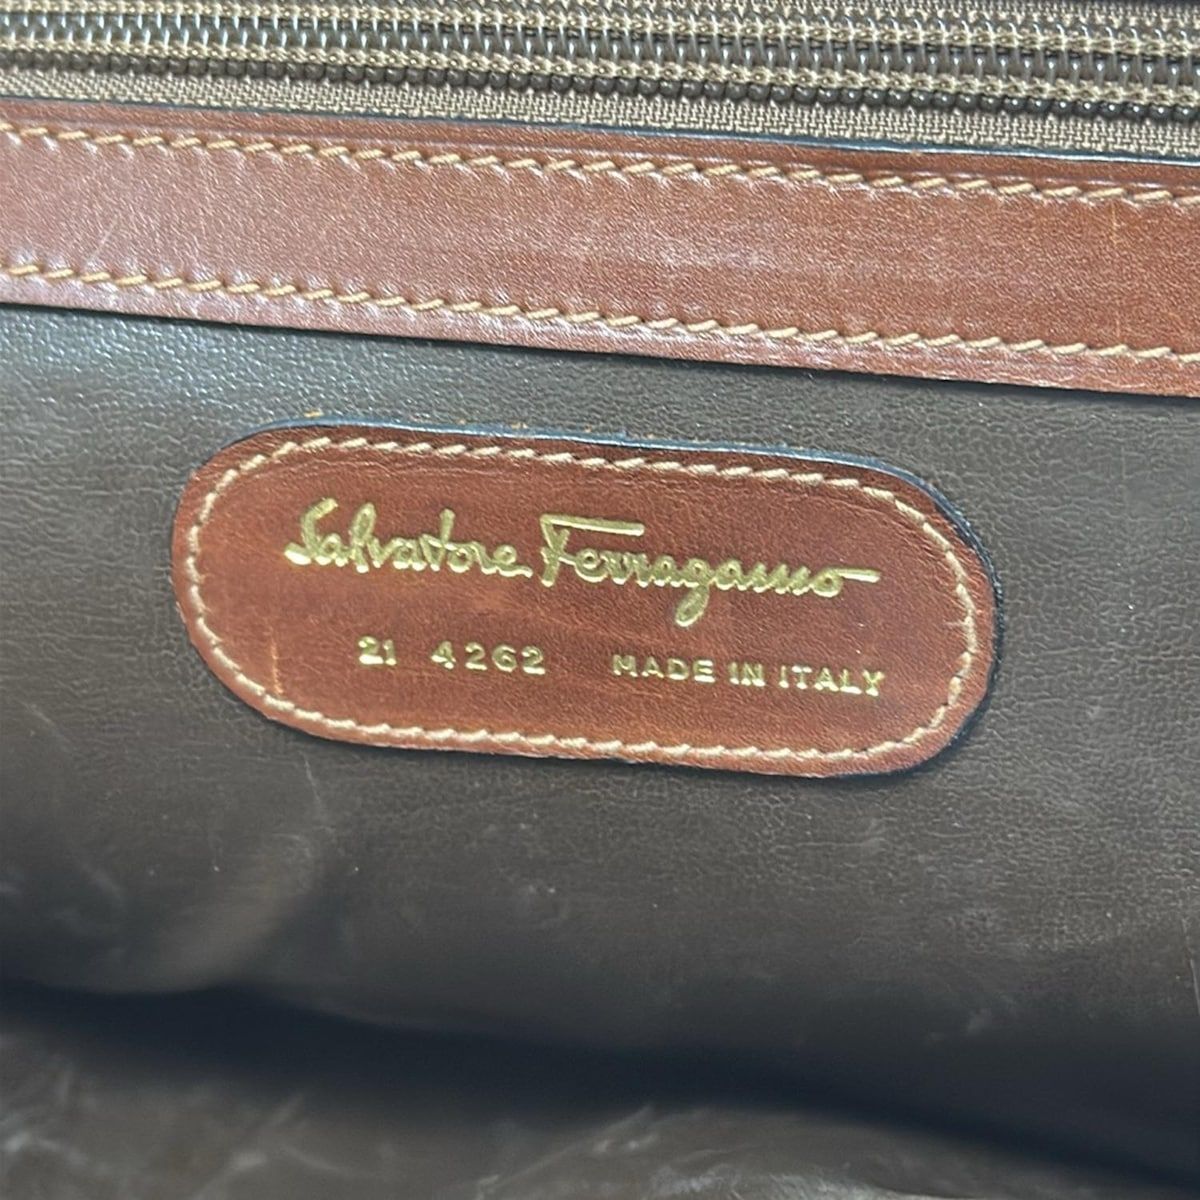 Salvatore Ferragamo
21 4262 MADE IN ITALY